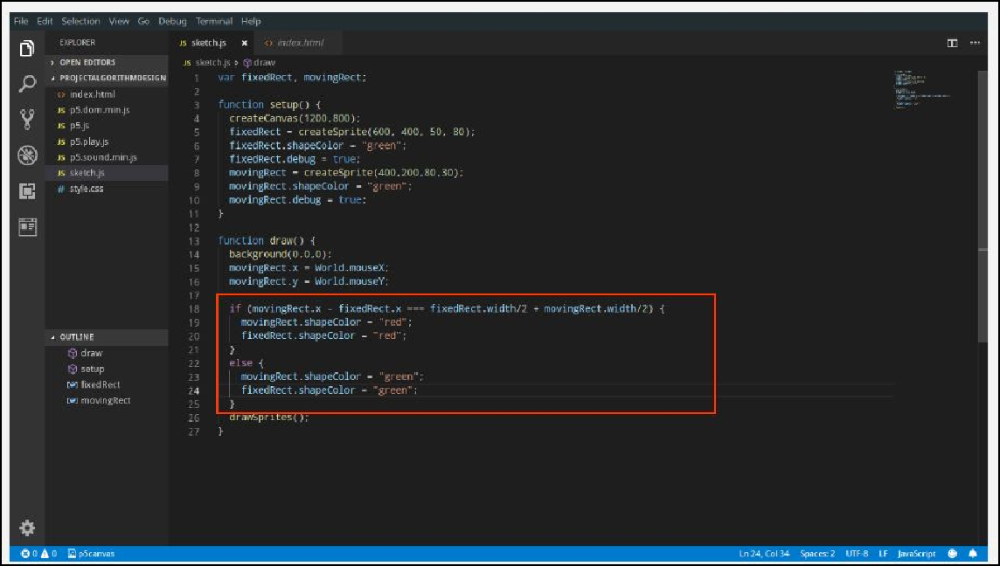 File Edit Selection View Go Debug Terminal Help
EXPLORER
OPEN EDITORS
PROJECTALGORITHMDESIGN
index.html
JS p5.dom.min.js
JS p5.js
JS p5.play.js
JS p5.sound.min.js
JS sketch.js
# style.css
OUTLINE
draw
setup
fixedRect
movingRect
JS sketch.js × <> index.html
JS sketch.js > draw
1 var fixedRect, movingRect;
2
3 function setup() {
4 createCanvas(1200,800);
5 fixedRect = createSprite(600, 400, 50, 80);
6 fixedRect.shapeColor = "green";
7 fixedRect.debug = true;
8 movingRect = createSprite(400,200,80,30);
9 movingRect.shapeColor = "green";
10 movingRect.debug = true;
11 }
12
13 function draw() {
14 background(0,0,0);
15 movingRect.x = World.mouseX;
16 movingRect.y = World.mouseY;
17
18 if (movingRect.x - fixedRect.x === fixedRect.width/2 + movingRect.width/2) {
19 movingRect.shapeColor = "red";
20 fixedRect.shapeColor = "red";
21 }
22 else {
23 movingRect.shapeColor = "green";
24 fixedRect.shapeColor = "green";
25 }
26 drawSprites();
27 }
0 0 p5canvas Ln 24, Col 34 Spaces: 2 UTF-8 LF JavaScript